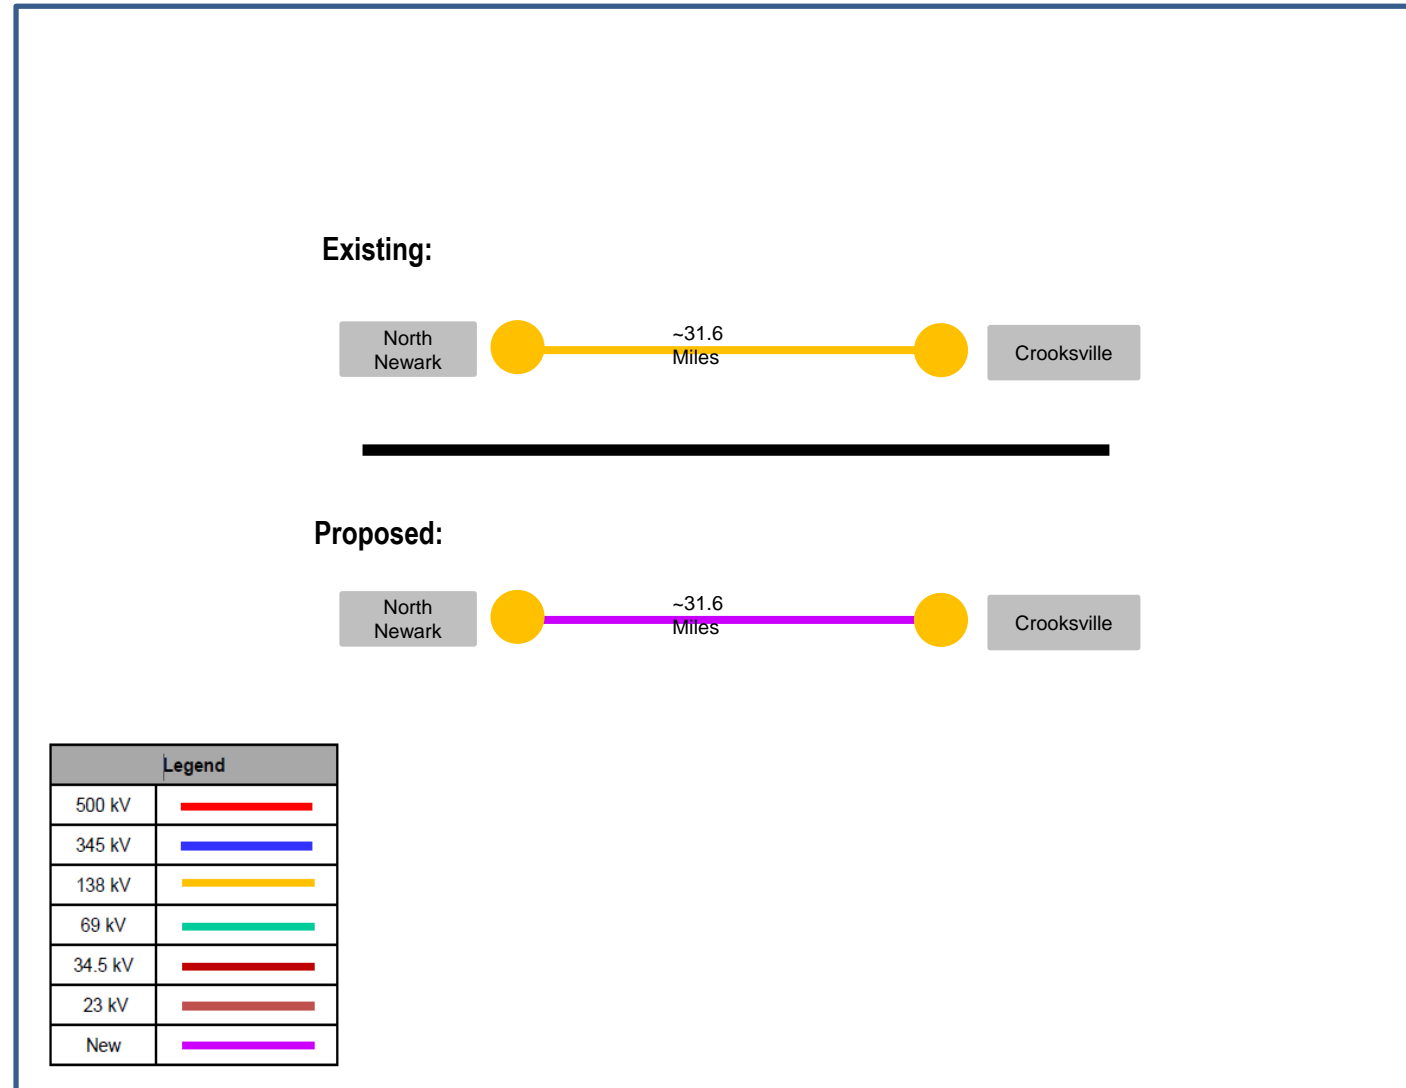 Existing:
North
Newark
~31.6
Miles
Crooksville
Proposed:
North
Newark
~31.6
Miles
Crooksville
Legend
500 kV
345 kV
138 kV
69 kV
34.5 kV
23 kV
New